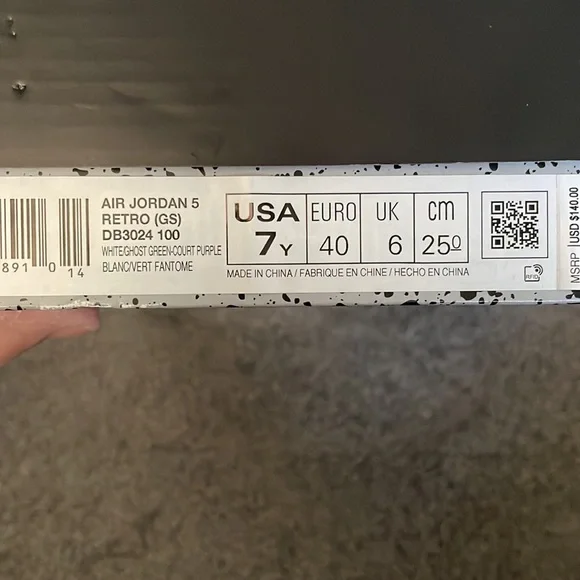 891 0 14
AIR JORDAN 5
RETRO (GS)
DB3024 100
WHITE/GHOST GREEN-COURT PURPLE
BLANC/VERT FANTOME
USA EURO UK cm
7Y 40 6 250
MADE IN CHINA / FABRIQUE EN CHINE / HECHO EN CHINA
RFID
MSRP USD $140.00